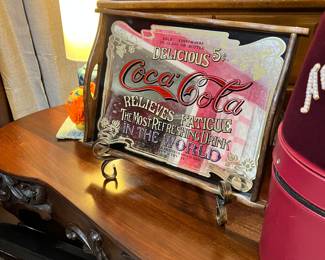 DELICIOUS 5¢
Coca-Cola
RELIEVES FATIGUE
THE MOST REFRESHING DRINK
IN THE WORLD